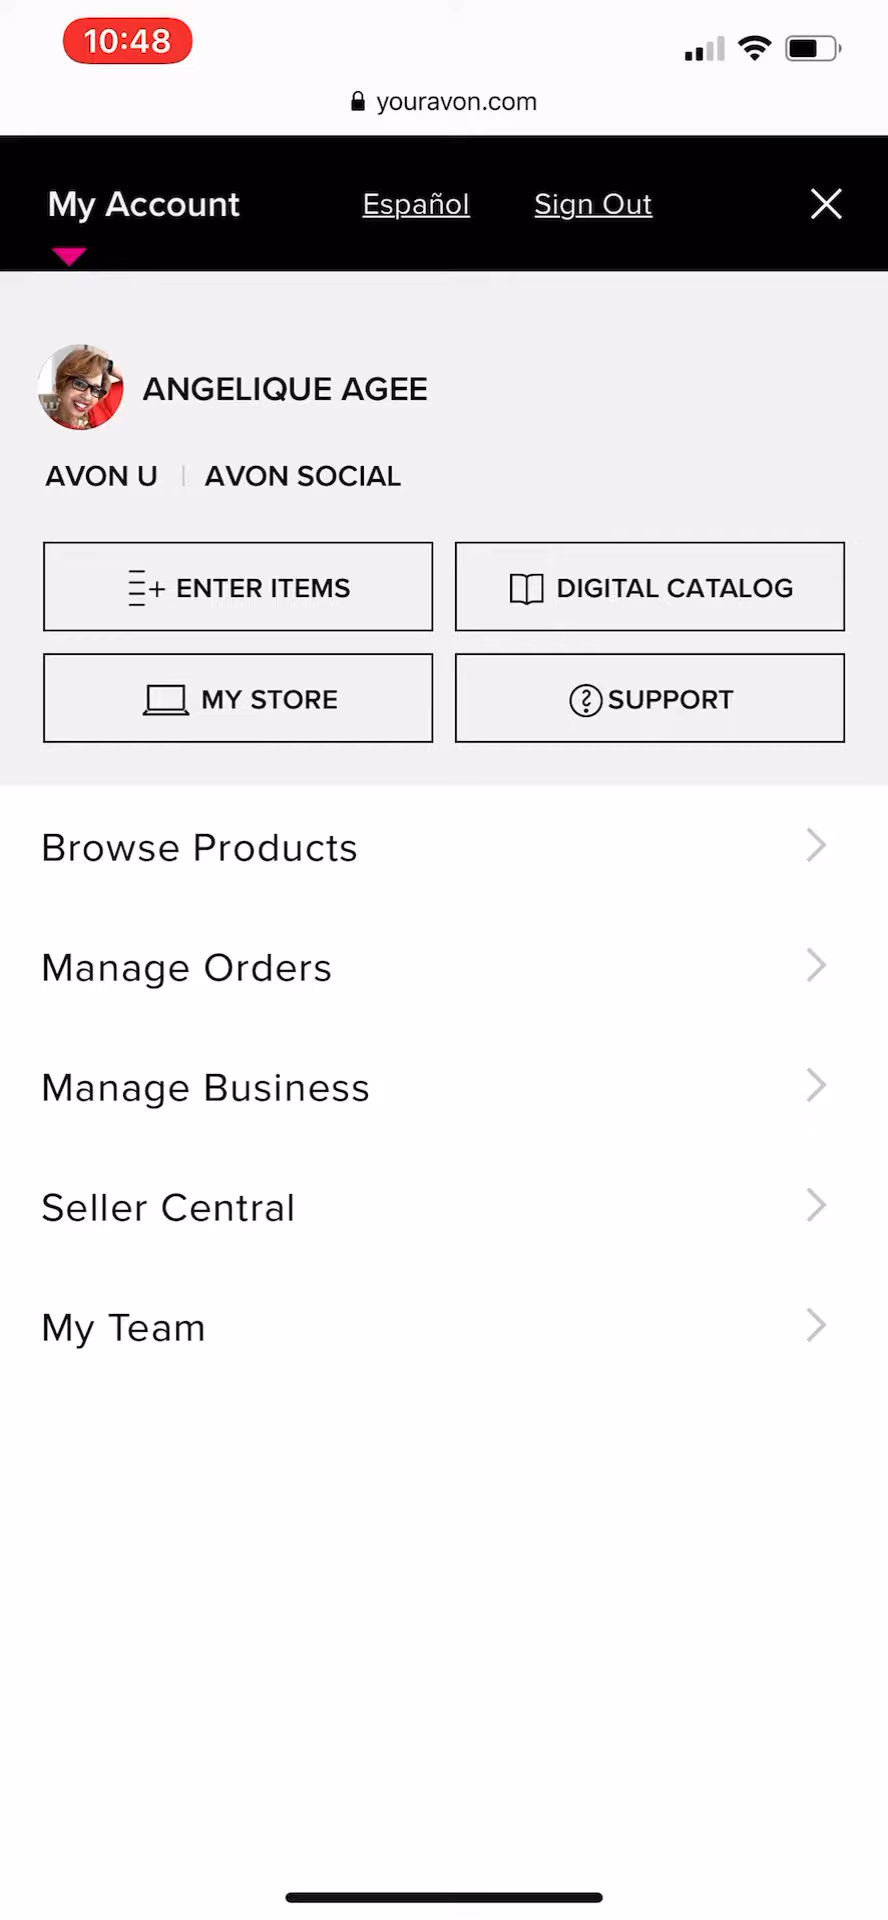 10:48
youravon.com
My Account Español Sign Out
ANGELIQUE AGEE
AVON U | AVON SOCIAL
ENTER ITEMS DIGITAL CATALOG
MY STORE SUPPORT
Browse Products
Manage Orders
Manage Business
Seller Central
My Team